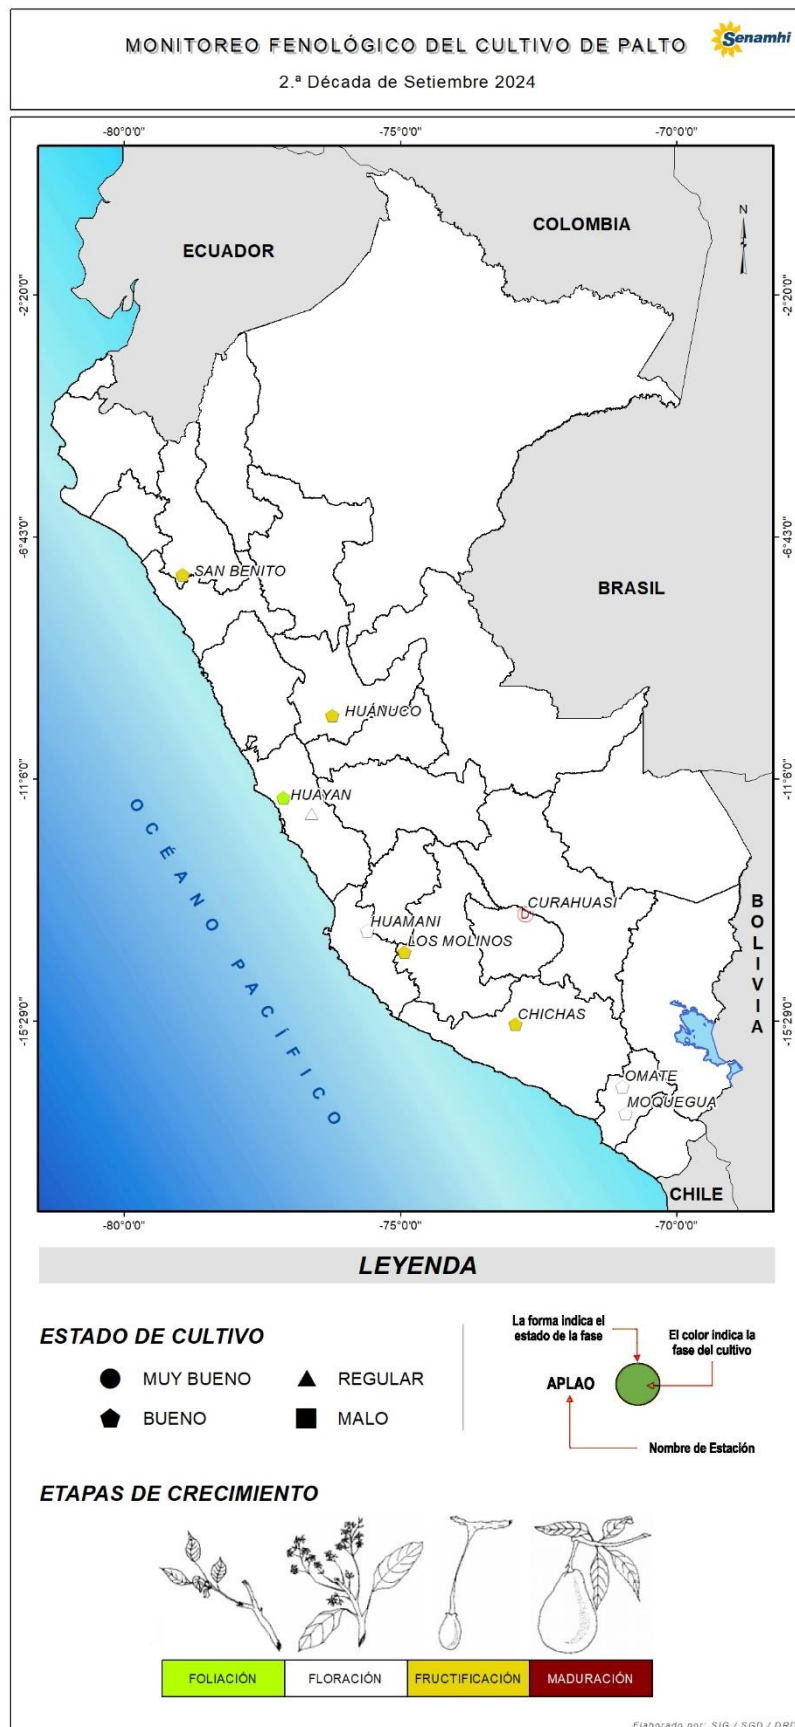 MONITOREO FENOLÓGICO DEL CULTIVO DE PALTO
Senamhi
2.ª Década de Setiembre 2024
-80°0'0" -75°0'0" -70°0'0"
N
COLOMBIA
ECUADOR
-2°20'0" -2°20'0"
-6°43'0" -6°43'0"
SAN BENITO
BRASIL
HUÁNUCO
-11°6'0" -11°6'0"
HUAYAN
OCÉANO PACÍFICO
CURAHUASI
D
HUAMANI
LOS MOLINOS
BOLIVIA
CHICHAS
-15°29'0" -15°29'0"
OMATE
MOQUEGUA
CHILE
-80°0'0" -75°0'0" -70°0'0"
LEYENDA
ESTADO DE CULTIVO
MUY BUENO
REGULAR
BUENO
MALO
La forma indica el
estado de la fase
El color indica la
fase del cultivo
APLAO
Nombre de Estación
ETAPAS DE CRECIMIENTO
FOLIACIÓN FLORACIÓN FRUCTIFICACIÓN MADURACIÓN
Elaborado por: SIG / SGD / DRD